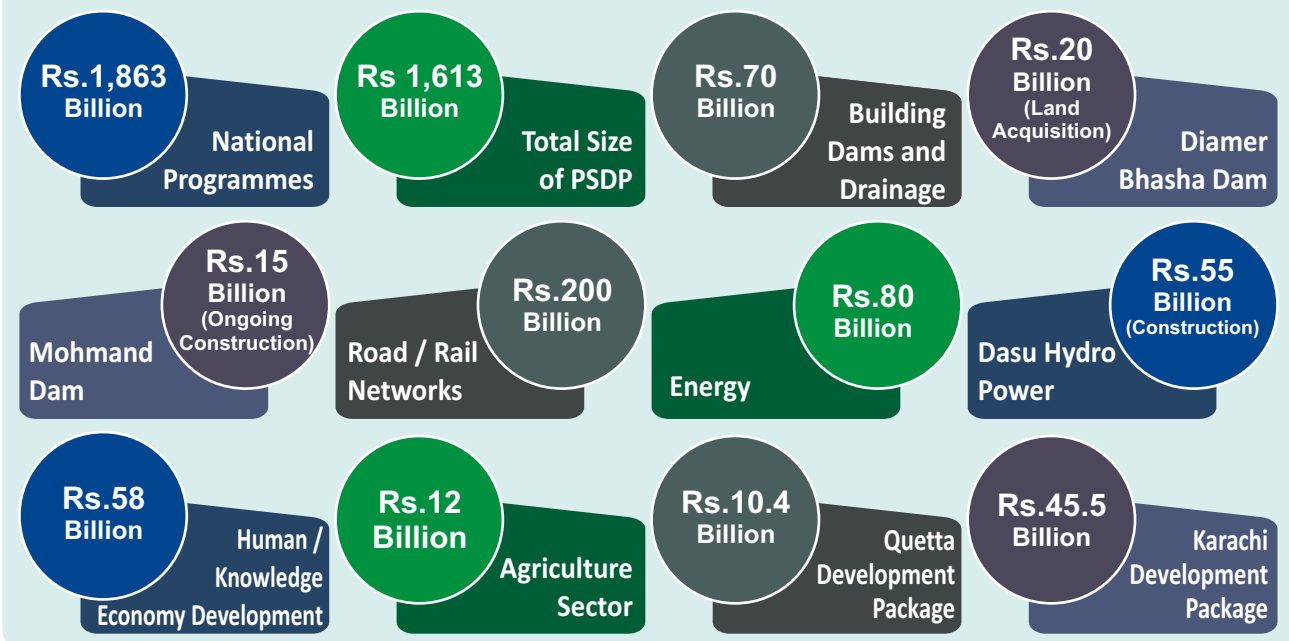 Rs.1,863
Billion
National
Programmes
Rs 1,613
Billion
Total Size
of PSDP
Rs.70
Billion
Building
Dams and
Drainage
Rs.20
Billion
(Land
Acquisition)
Diamer
Bhasha Dam
Rs.15
Billion
(Ongoing
Construction)
Mohmand
Dam
Rs.200
Billion
Road / Rail
Networks
Rs.80
Billion
Energy
Rs.55
Billion
(Construction)
Dasu Hydro
Power
Rs.58
Billion
Human /
Knowledge
Economy Development
Rs.12
Billion
Agriculture
Sector
Rs.10.4
Billion
Quetta
Development
Package
Rs.45.5
Billion
Karachi
Development
Package